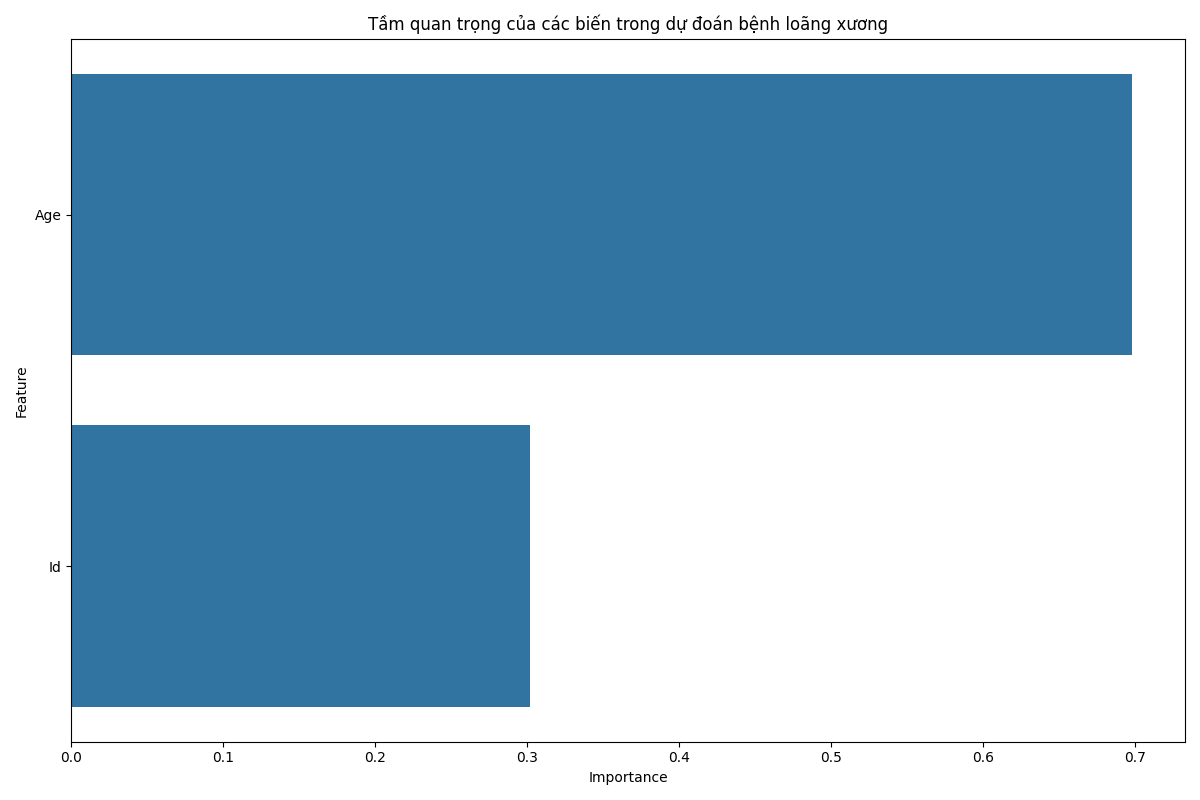 Tầm quan trọng của các biến trong dự đoán bệnh loãng xương
Feature
Age
Id
0.0 0.1 0.2 0.3 0.4 0.5 0.6 0.7
Importance